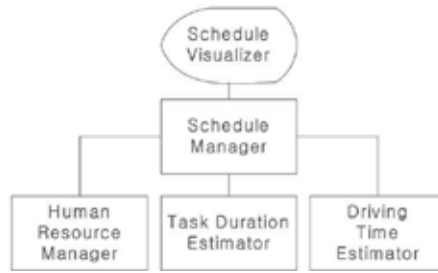 Schedule
Visualizer
Schedule
Manager
Human
Resource
Manager
Task Duration
Estimator
Driving
Time
Estimator